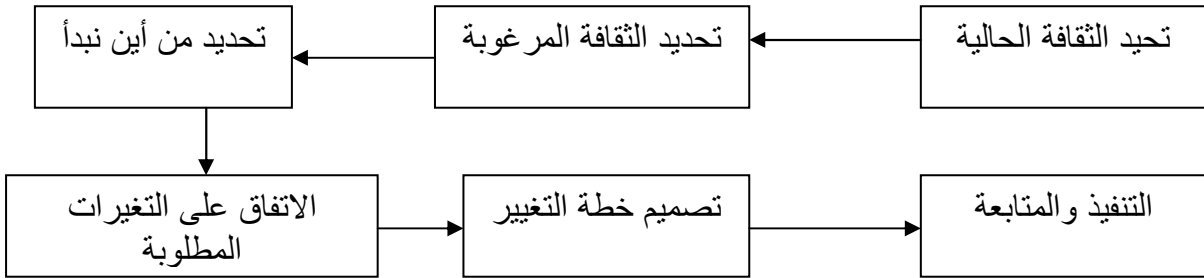 تحيد الثقافة الحالية
تحديد الثقافة المرغوبة
تحديد من أين نبدأ
الاتفاق على التغيرات
المطلوبة
تصميم خطة التغيير
التنفيذ والمتابعة